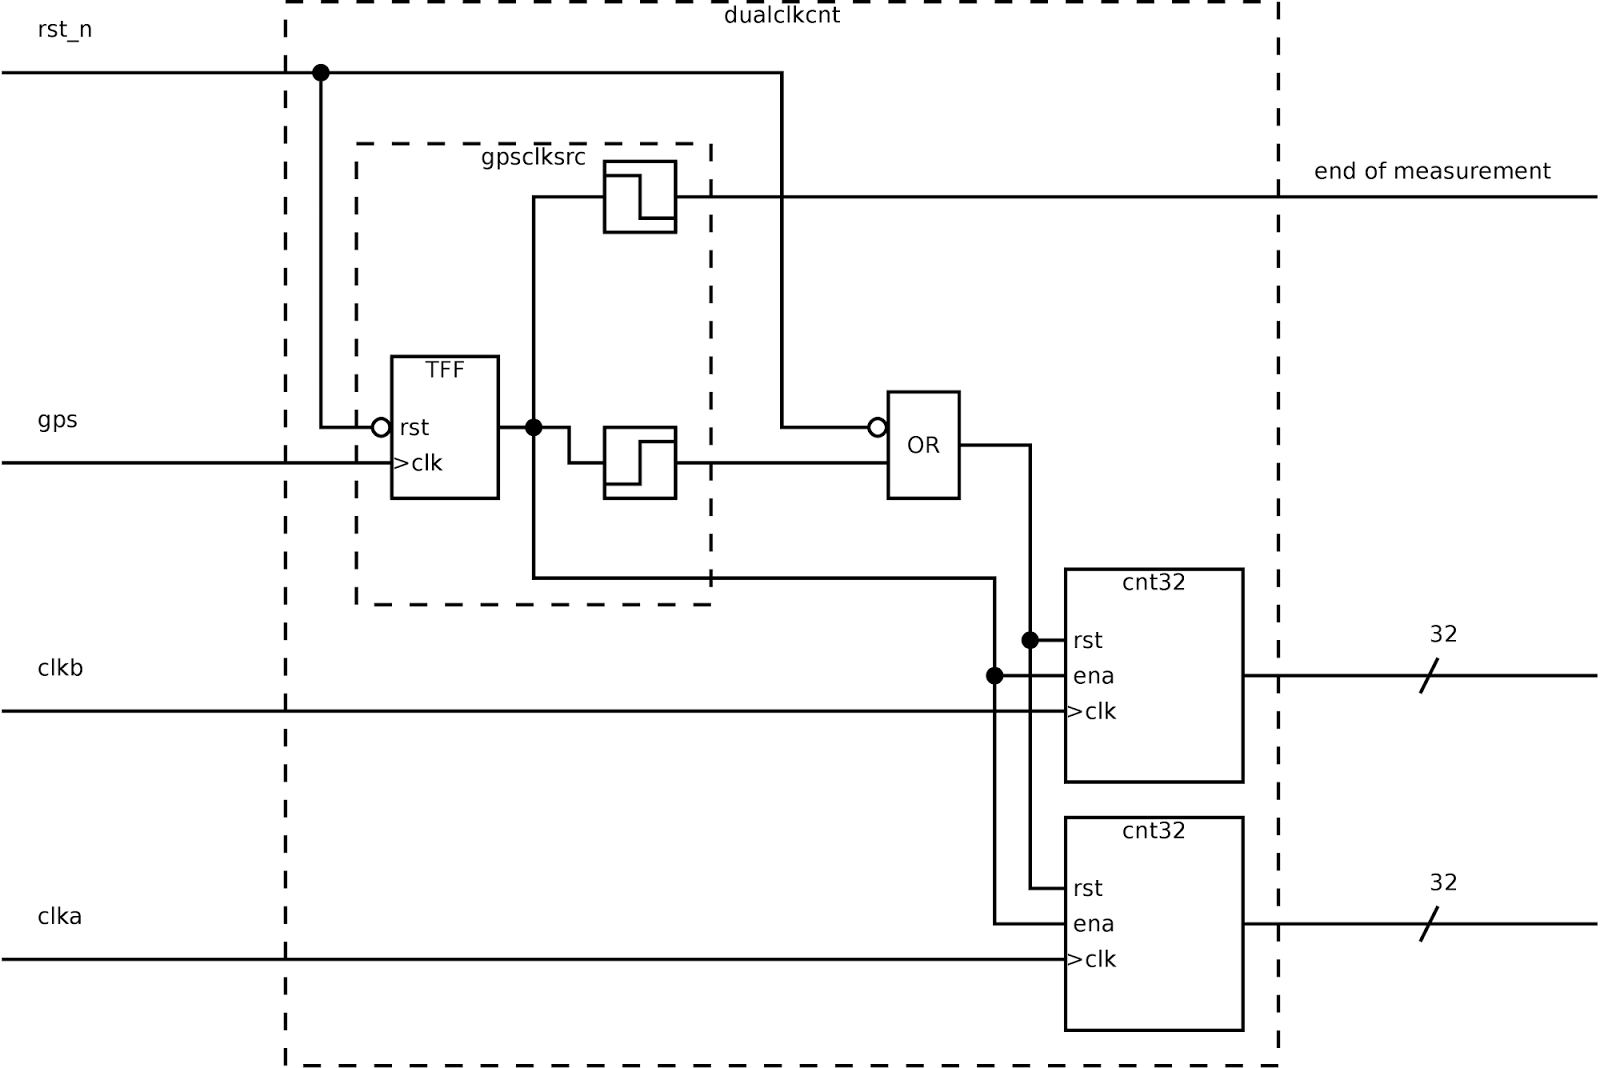 dualclkcnt
rst_n
gpsclksrc
end of measurement
TFF
gps
rst
>clk
OR
cnt32
clkb
rst
32
ena
>clk
cnt32
clka
rst
32
ena
>clk